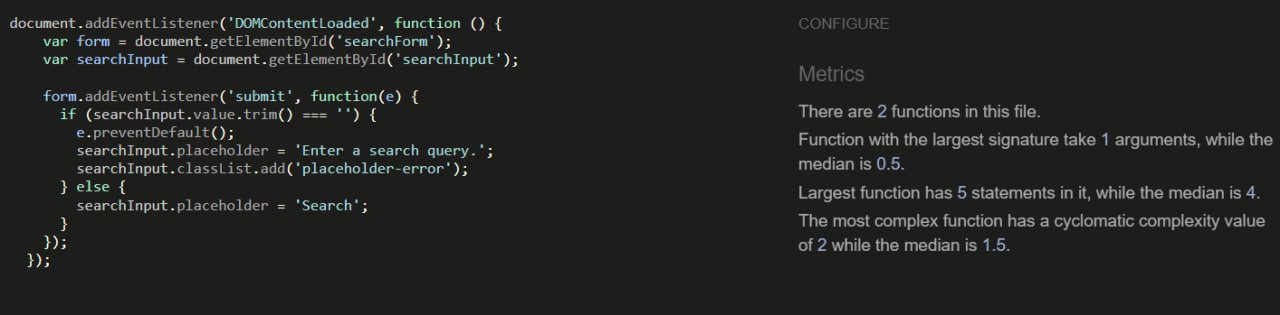 document.addEventListener('DOMContentLoaded', function () {
    var form = document.getElementById('searchForm');
    var searchInput = document.getElementById('searchInput');

    form.addEventListener('submit', function(e) {
      if (searchInput.value.trim() === '') {
        e.preventDefault();
        searchInput.placeholder = 'Enter a search query.';
        searchInput.classList.add('placeholder-error');
      } else {
        searchInput.placeholder = 'Search';
      }
    });
  });
CONFIGURE
Metrics
There are 2 functions in this file.
Function with the largest signature take 1 arguments, while the
median is 0.5.
Largest function has 5 statements in it, while the median is 4.
The most complex function has a cyclomatic complexity value
of 2 while the median is 1.5.